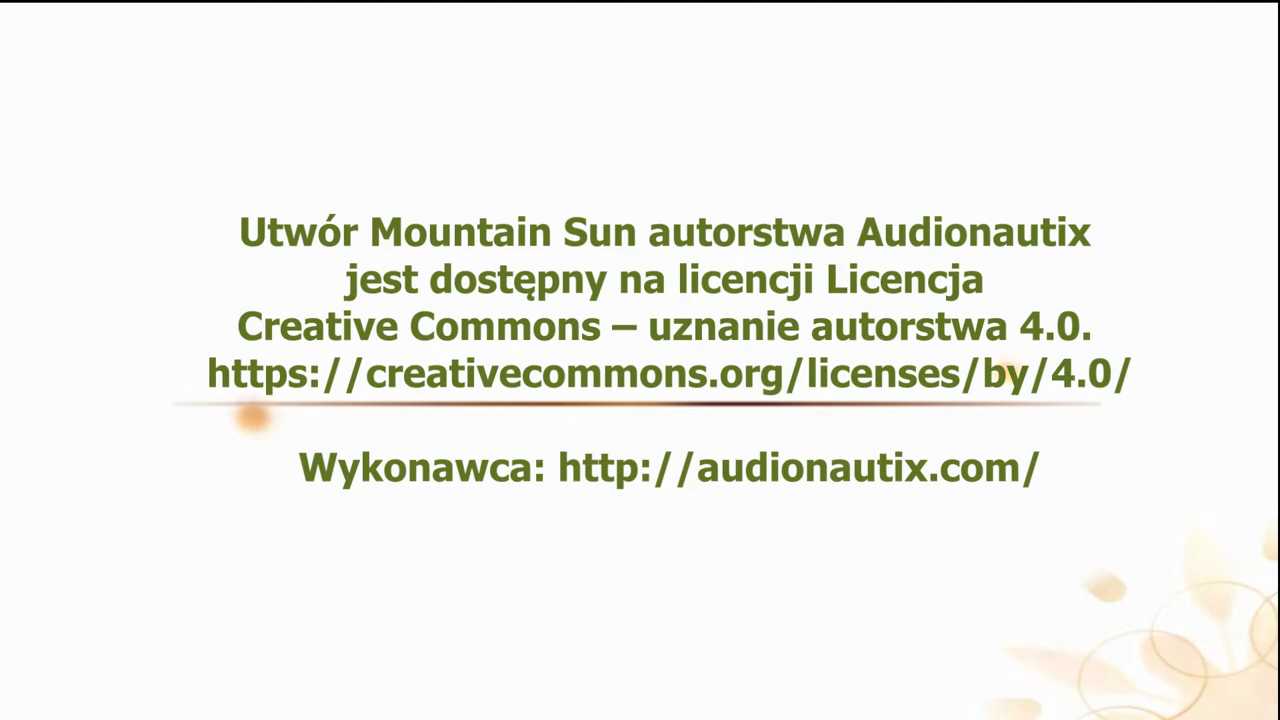 Utwór Mountain Sun autorstwa Audionautix
jest dostępny na licencji Licencja
Creative Commons – uznanie autorstwa 4.0.
https://creativecommons.org/licenses/by/4.0/
Wykonawca: http://audionautix.com/